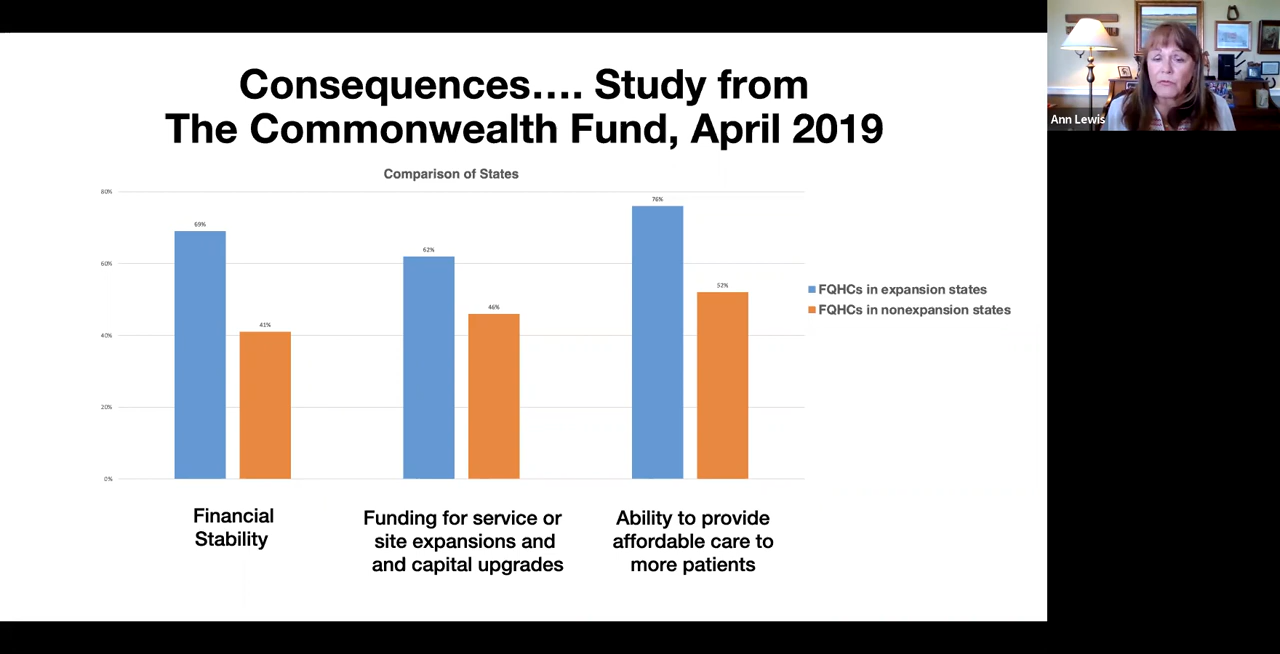 Consequences…. Study from
The Commonwealth Fund, April 2019
Comparison of States
80%
60%
40%
20%
0%
69%
41%
62%
46%
76%
52%
FQHCs in expansion states
FQHCs in nonexpansion states
Financial
Stability
Funding for service or
site expansions and
and capital upgrades
Ability to provide
affordable care to
more patients
Ann Lewis